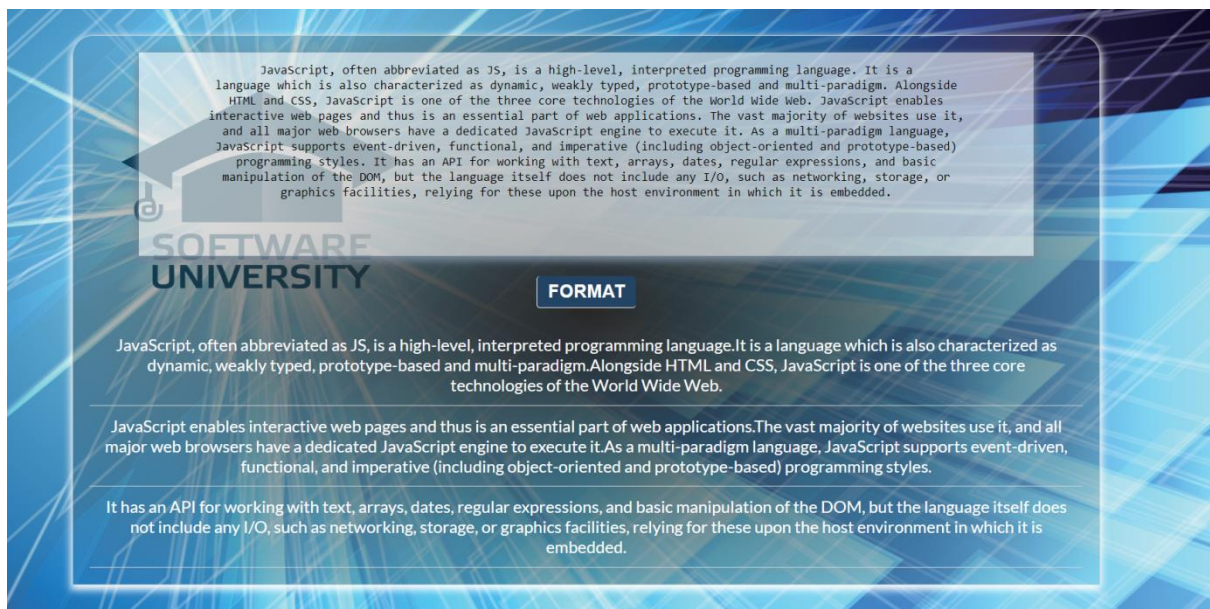 JavaScript, often abbreviated as JS, is a high-level, interpreted programming language. It is a
language which is also characterized as dynamic, weakly typed, prototype-based and multi-paradigm. Alongside
HTML and CSS, JavaScript is one of the three core technologies of the World Wide Web. JavaScript enables
interactive web pages and thus is an essential part of web applications. The vast majority of websites use it,
and all major web browsers have a dedicated JavaScript engine to execute it. As a multi-paradigm language,
JavaScript supports event-driven, functional, and imperative (including object-oriented and prototype-based)
programming styles. It has an API for working with text, arrays, dates, regular expressions, and basic
manipulation of the DOM, but the language itself does not include any I/O, such as networking, storage, or
graphics facilities, relying for these upon the host environment in which it is embedded.
SOFTWARE
UNIVERSITY
FORMAT
JavaScript, often abbreviated as JS, is a high-level, interpreted programming language.It is a language which is also characterized as
dynamic, weakly typed, prototype-based and multi-paradigm.Alongside HTML and CSS, JavaScript is one of the three core
technologies of the World Wide Web.
JavaScript enables interactive web pages and thus is an essential part of web applications.The vast majority of websites use it, and all
major web browsers have a dedicated JavaScript engine to execute it.As a multi-paradigm language, JavaScript supports event-driven,
functional, and imperative (including object-oriented and prototype-based) programming styles.
It has an API for working with text, arrays, dates, regular expressions, and basic manipulation of the DOM, but the language itself does
not include any I/O, such as networking, storage, or graphics facilities, relying for these upon the host environment in which it is
embedded.